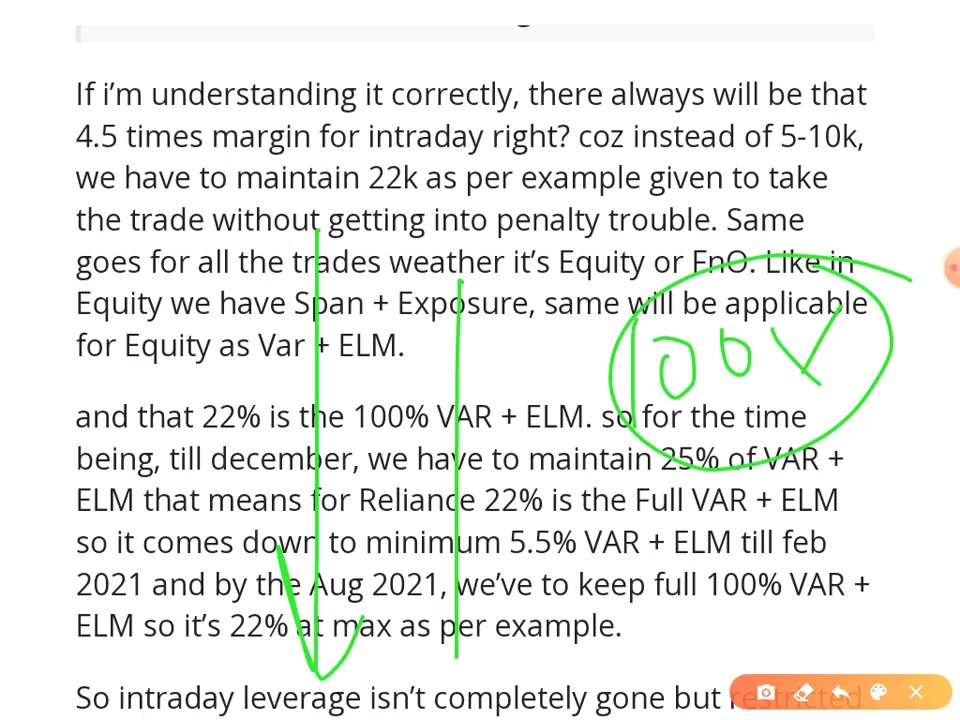 If i’m understanding it correctly, there always will be that
4.5 times margin for intraday right? coz instead of 5-10k,
we have to maintain 22k as per example given to take
the trade without getting into penalty trouble. Same
goes for all the trades weather it’s Equity or FnO. Like in
Equity we have Span + Exposure, same will be applicable
for Equity as Var + ELM.
and that 22% is the 100% VAR + ELM. so for the time
being, till december, we have to maintain 25% of VAR +
ELM that means for Reliance 22% is the Full VAR + ELM
so it comes down to minimum 5.5% VAR + ELM till feb
2021 and by the Aug 2021, we’ve to keep full 100% VAR +
ELM so it’s 22% at max as per example.
So intraday leverage isn’t completely gone but restricted